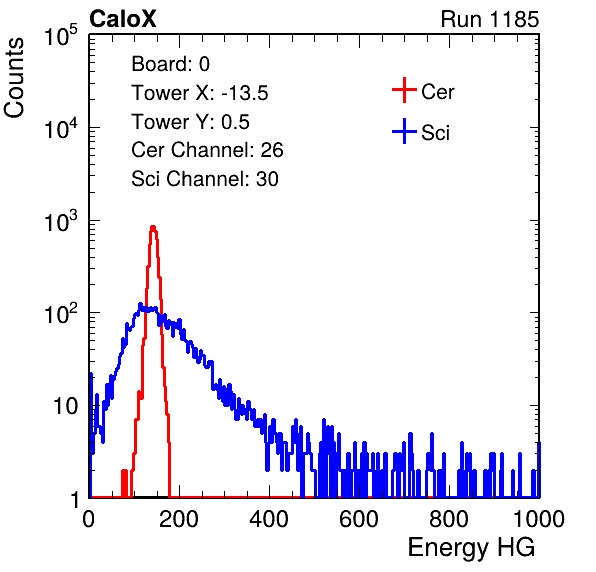 CaloX Run 1185
Counts
10^5
10^4
10^3
10^2
10
1
Board: 0
Tower X: -13.5
Tower Y: 0.5
Cer Channel: 26
Sci Channel: 30
Cer
Sci
0 200 400 600 800 1000
Energy HG